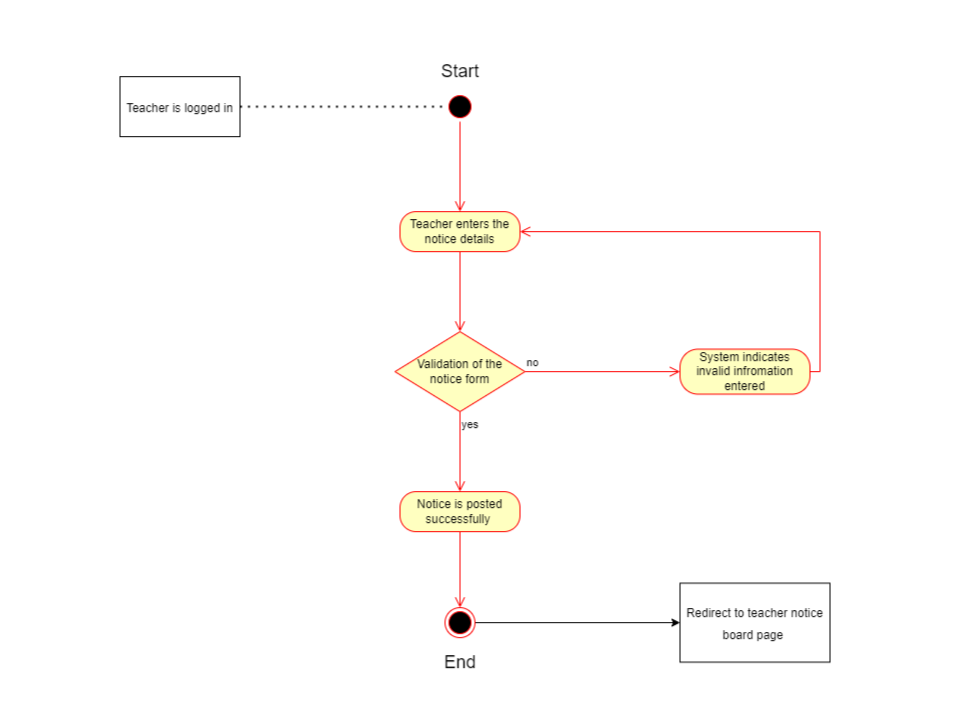 Start
Teacher is logged in
Teacher enters the
notice details
Validation of the
notice form
no
System indicates
invalid infromation
entered
yes
Notice is posted
successfully
Redirect to teacher notice
board page
End